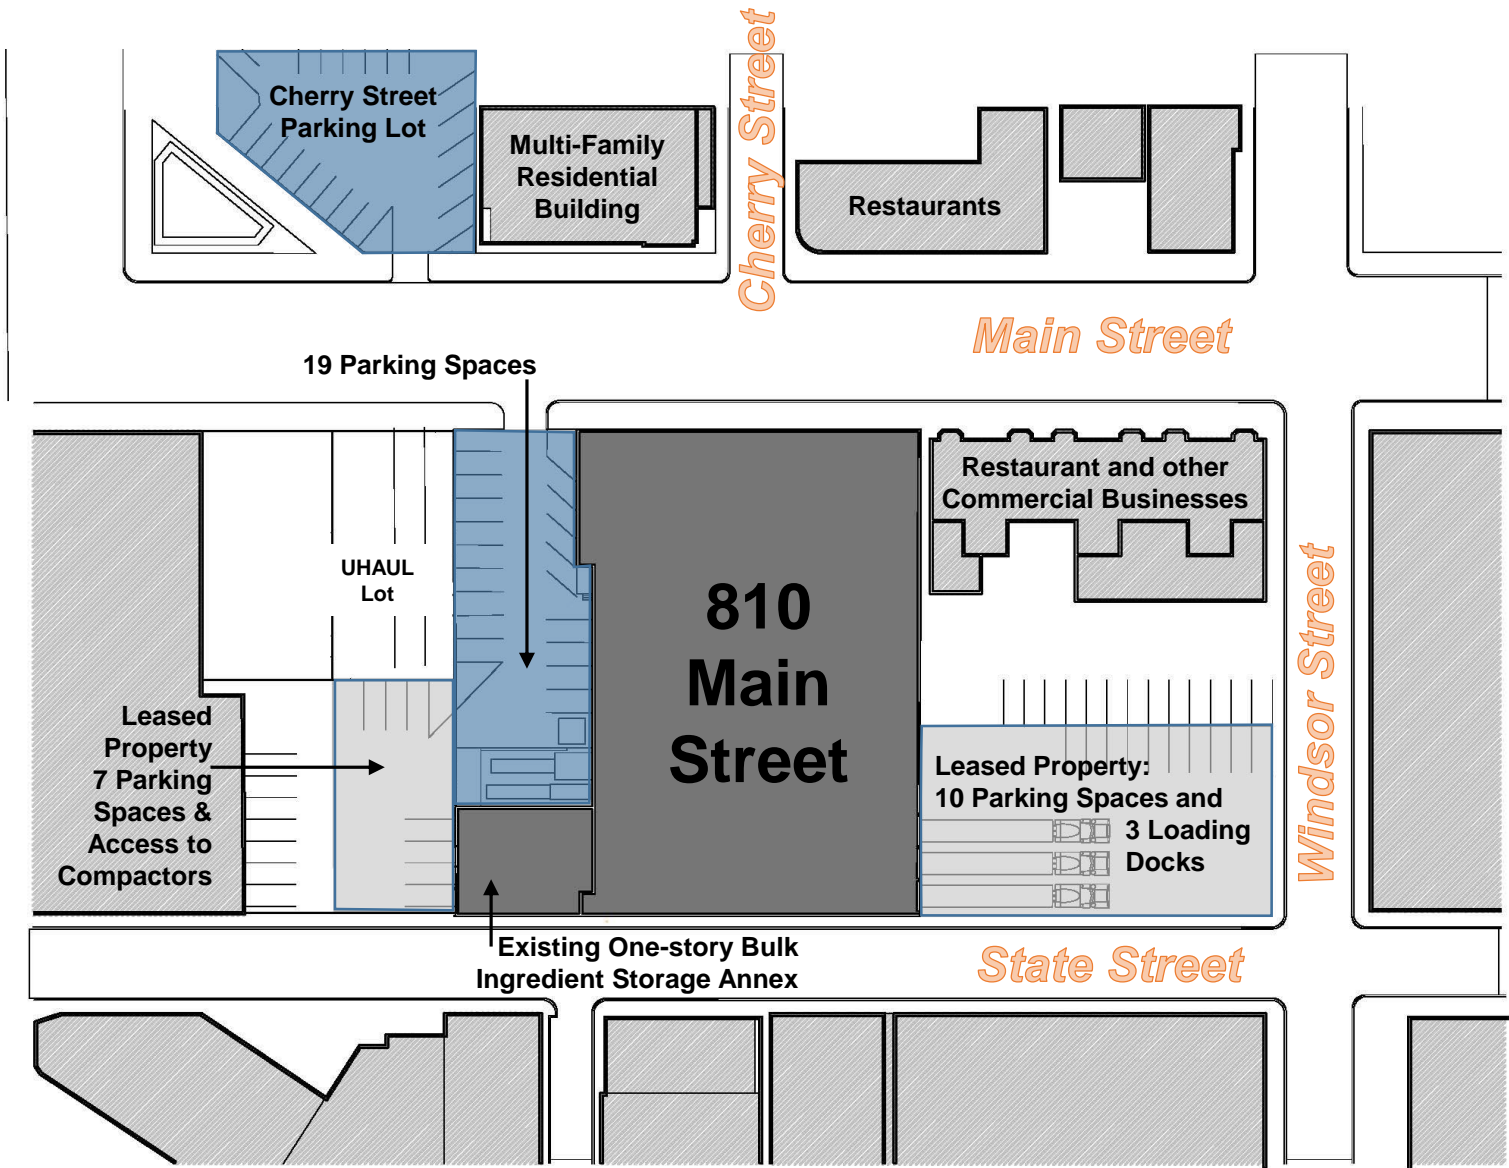 Cherry Street
Parking Lot
Multi-Family
Residential
Building
Cherry Street
Restaurants
Main Street
19 Parking Spaces
Restaurant and other
Commercial Businesses
UHAUL
Lot
810
Main
Street
Windsor Street
Leased
Property
7 Parking
Spaces &
Access to
Compactors
Leased Property:
10 Parking Spaces and
3 Loading
Docks
Existing One-story Bulk
Ingredient Storage Annex
State Street